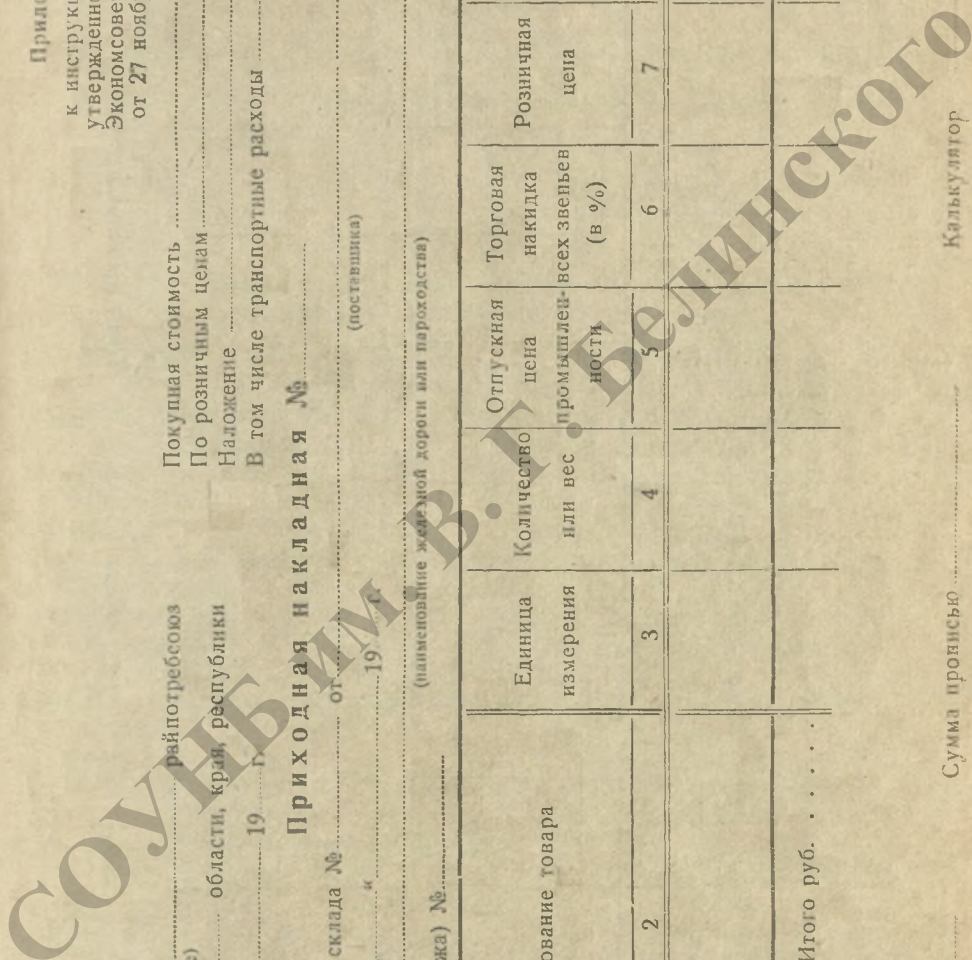 к инструкц
утвержденно
Экономсове
от 27 нояб
Покупная стоимость
По розничным ценам
Наложение
В том числе транспортные расходы
райпотребсоюз
области, края, республики
19 г.
Приходная накладная №
склада № от
(поставщика)
" 19 г.
(наименование железной дороги или пароходства)
жа) №
ование товара
Единица измерения
Количество или вес
Отпускная цена промышлен-ности
Торговая накидка всех звеньев (в %)
Розничная цена
2 3 4 5 6 7
Итого руб. . . . . .
Сумма прописью
Калькулятор
СОУНБ им. В. Г. Белинского